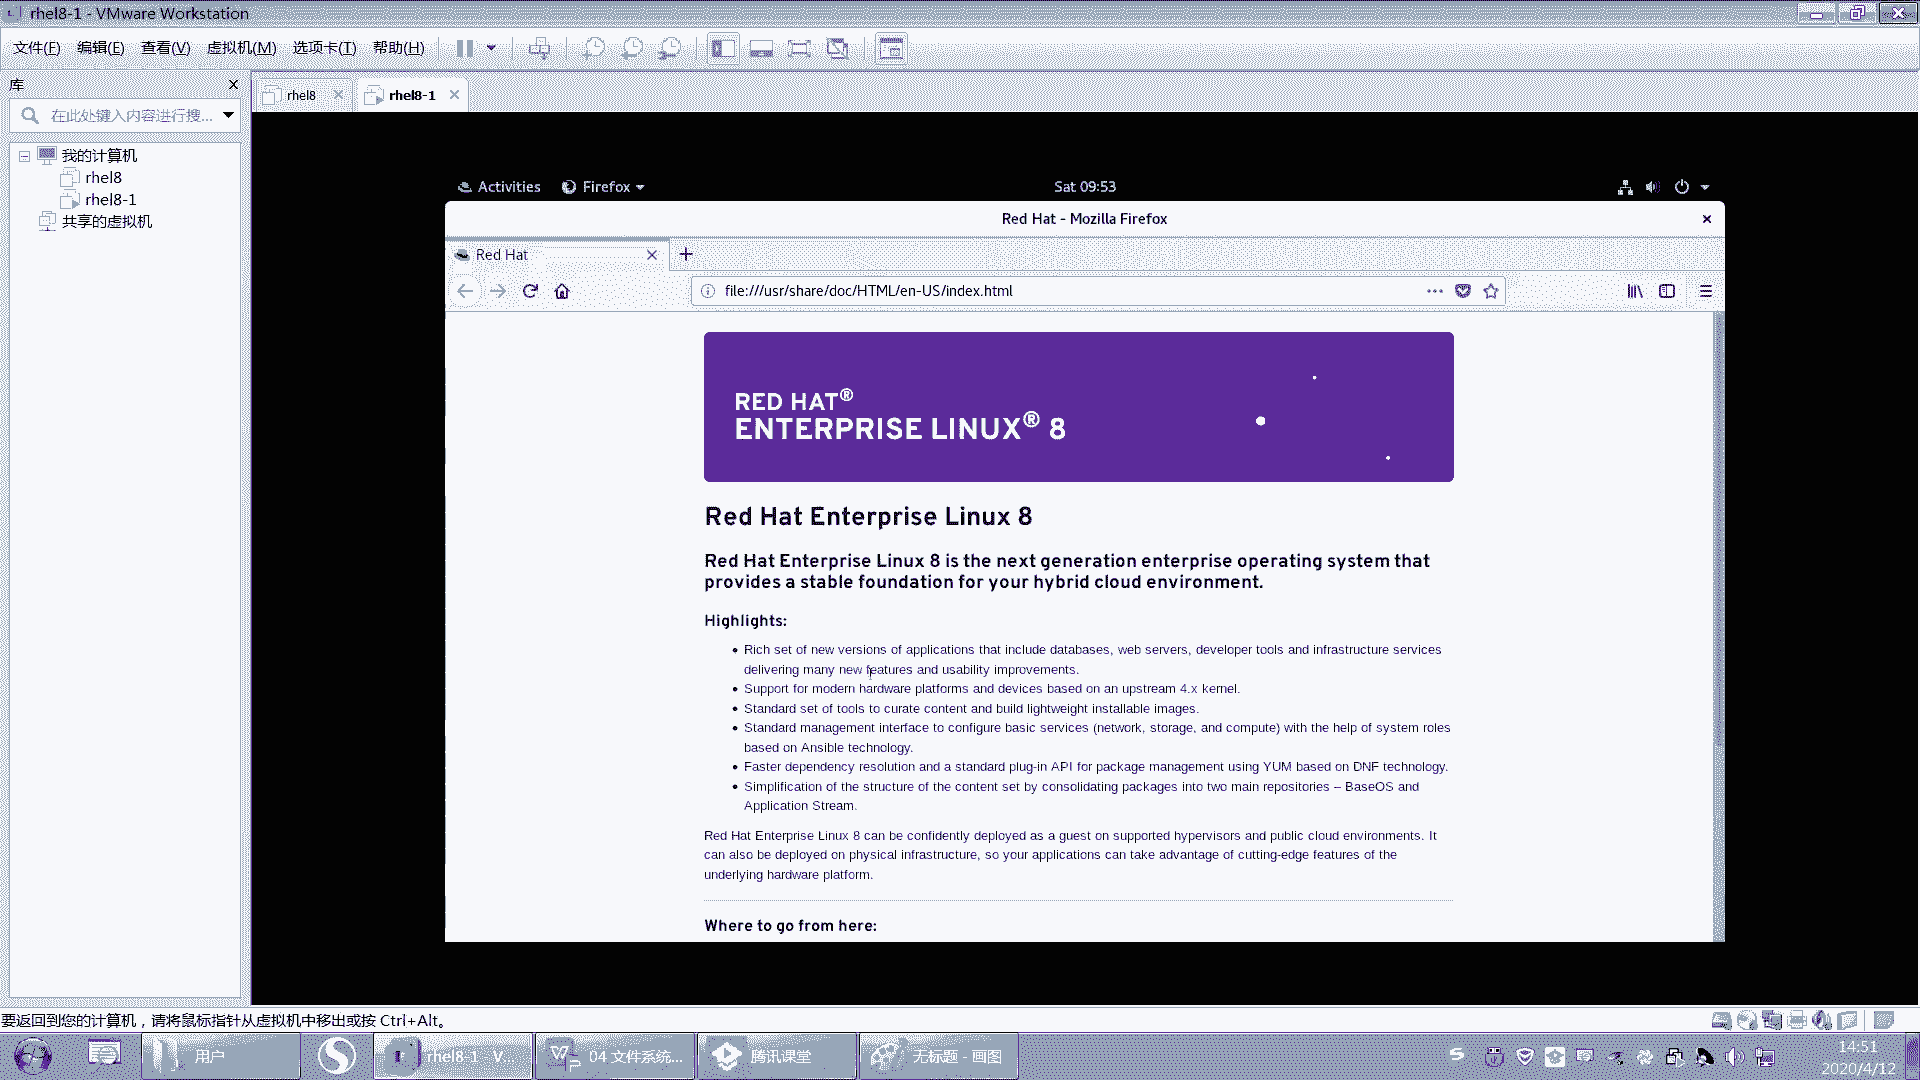 rhel8-1 - VMware Workstation
文件(F) 编辑(E) 查看(V) 虚拟机(M) 选项卡(T) 帮助(H)
库
在此处键入内容进行搜...
我的计算机
rhel8
rhel8-1
共享的虚拟机
rhel8 rhel8-1
Activities Firefox Sat 09:53
Red Hat - Mozilla Firefox
Red Hat
file:///usr/share/doc/HTML/en-US/index.html
RED HAT®
ENTERPRISE LINUX® 8
Red Hat Enterprise Linux 8
Red Hat Enterprise Linux 8 is the next generation enterprise operating system that
provides a stable foundation for your hybrid cloud environment.
Highlights:
• Rich set of new versions of applications that include databases, web servers, developer tools and infrastructure services
delivering many new features and usability improvements.
• Support for modern hardware platforms and devices based on an upstream 4.x kernel.
• Standard set of tools to curate content and build lightweight installable images.
• Standard management interface to configure basic services (network, storage, and compute) with the help of system roles
based on Ansible technology.
• Faster dependency resolution and a standard plug-in API for package management using YUM based on DNF technology.
• Simplification of the structure of the content set by consolidating packages into two main repositories – BaseOS and
Application Stream.
Red Hat Enterprise Linux 8 can be confidently deployed as a guest on supported hypervisors and public cloud environments. It
can also be deployed on physical infrastructure, so your applications can take advantage of cutting-edge features of the
underlying hardware platform.
Where to go from here:
要返回到您的计算机，请将鼠标指针从虚拟机中移出或按 Ctrl+Alt。
用户 rhel8-1 - V... 04 文件系统... 腾讯课堂 无标题 - 画图
14:51
2020/4/12